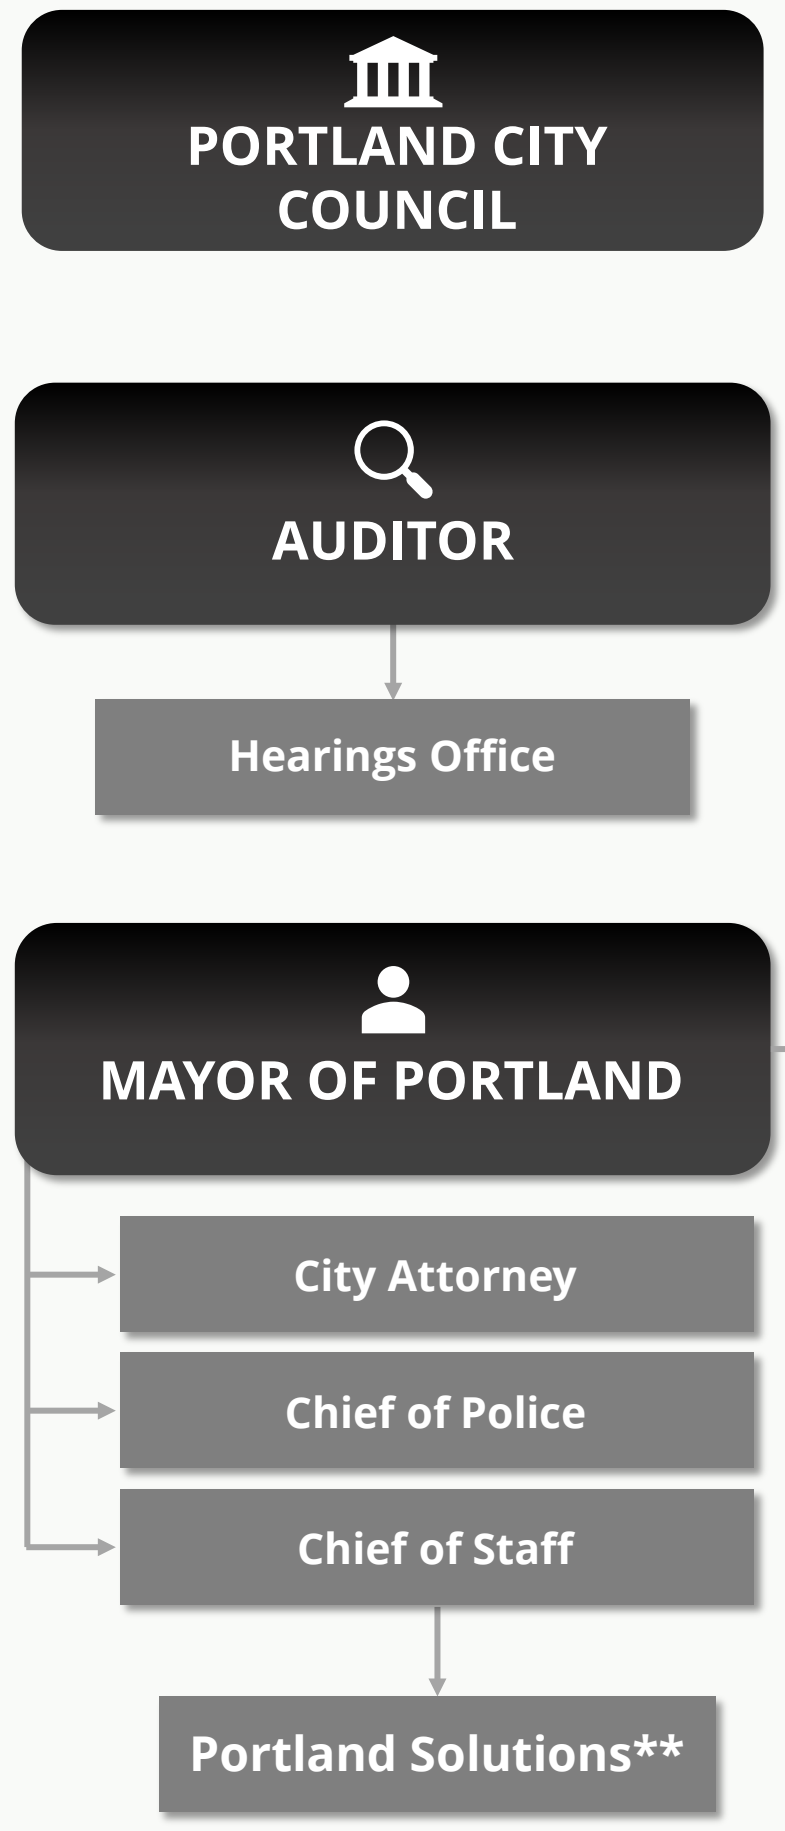 PORTLAND CITY
COUNCIL
AUDITOR
Hearings Office
MAYOR OF PORTLAND
City Attorney
Chief of Police
Chief of Staff
Portland Solutions**